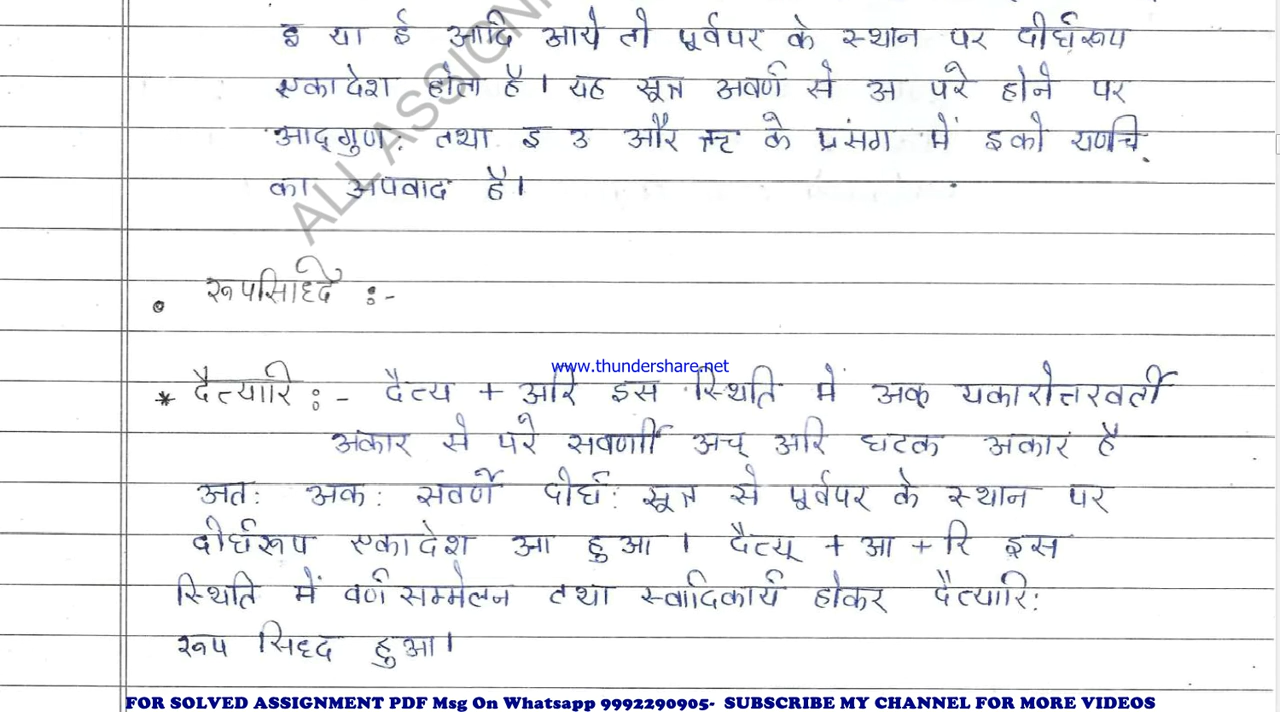 इ या ई आदि आये तो पूर्वपर के स्थान पर दीर्घरूप
एकादेश होता है। यह सूत्र अवर्ण से अ परे होने पर
आद्गुण: तथा इ उ और ऋ के प्रसंग में इको यणचि
का अपवाद है।
ALL ASSIGN
• रूपसिद्दि :-
www.thundershare.net
* दैत्यारि :- दैत्य + अरि इस स्थिति में अक् यकारोत्तरवर्ती
अकार से परे सवर्णी अच् अरि घटक अकार है
अत: अक: सवर्णे दीर्घ: सूत्र से पूर्वपर के स्थान पर
दीर्घरूप एकादेश आ हुआ । दैत्य् + आ + रि इस
स्थिति में वर्ण सम्मेलन तथा स्वादिकार्य होकर दैत्यारि:
रूप सिध्द हुआ।
FOR SOLVED ASSIGNMENT PDF Msg On Whatsapp 9992290905- SUBSCRIBE MY CHANNEL FOR MORE VIDEOS